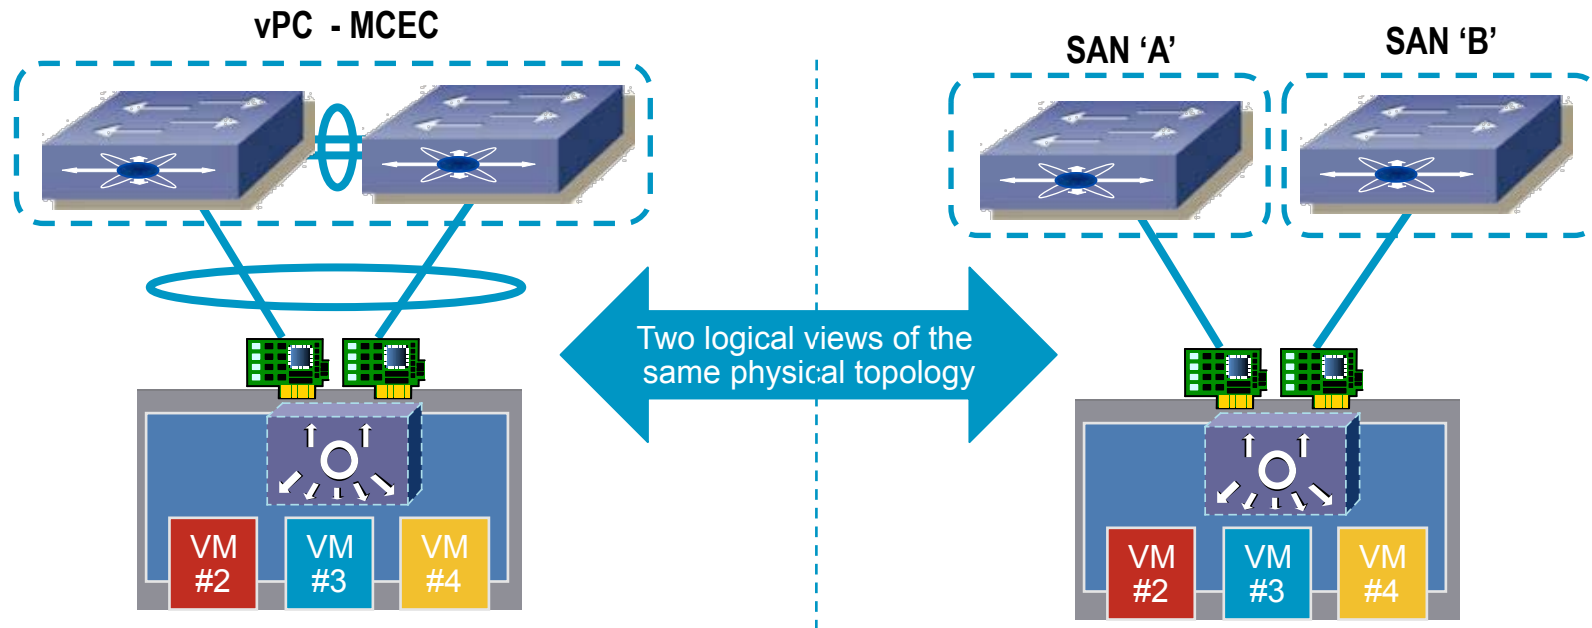 vPC - MCEC
SAN ‘A’
SAN ‘B’
Two logical views of the
same physical topology
VM
#2
VM
#3
VM
#4
VM
#2
VM
#3
VM
#4